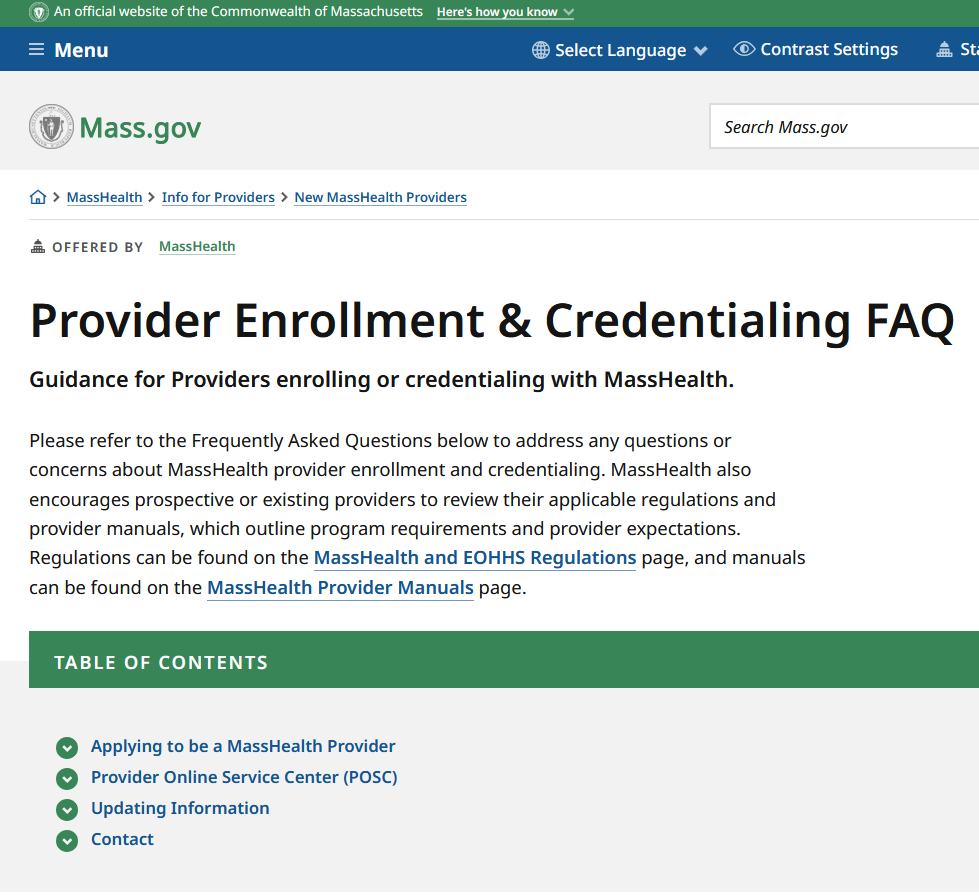 An official website of the Commonwealth of Massachusetts Here's how you know
Menu Select Language Contrast Settings
Mass.gov Search Mass.gov
MassHealth Info for Providers New MassHealth Providers
OFFERED BY MassHealth
Provider Enrollment & Credentialing FAQ
Guidance for Providers enrolling or credentialing with MassHealth.
Please refer to the Frequently Asked Questions below to address any questions or
concerns about MassHealth provider enrollment and credentialing. MassHealth also
encourages prospective or existing providers to review their applicable regulations and
provider manuals, which outline program requirements and provider expectations.
Regulations can be found on the MassHealth and EOHHS Regulations page, and manuals
can be found on the MassHealth Provider Manuals page.
TABLE OF CONTENTS
Applying to be a MassHealth Provider
Provider Online Service Center (POSC)
Updating Information
Contact